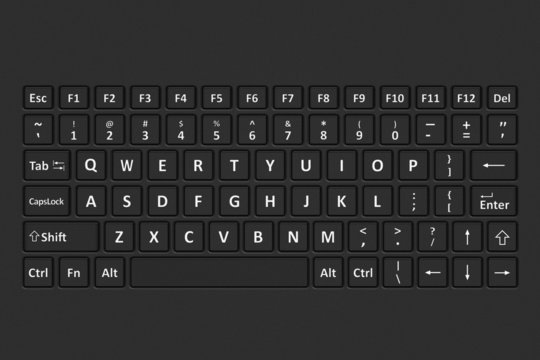 Esc F1 F2 F3 F4 F5 F6 F7 F8 F9 F10 F11 F12 Del
~ ! @ # $ % ^ & * ( ) _ + "
` 1 2 3 4 5 6 7 8 9 0 - = ,
Tab Q W E R T Y U I O P } ←
]
CapsLock A S D F G H J K L : { Enter
; [
⇧Shift Z X C V B N M < > ? ↑ ⇧
, . /
Ctrl Fn Alt Alt Ctrl | ← ↓ →
\